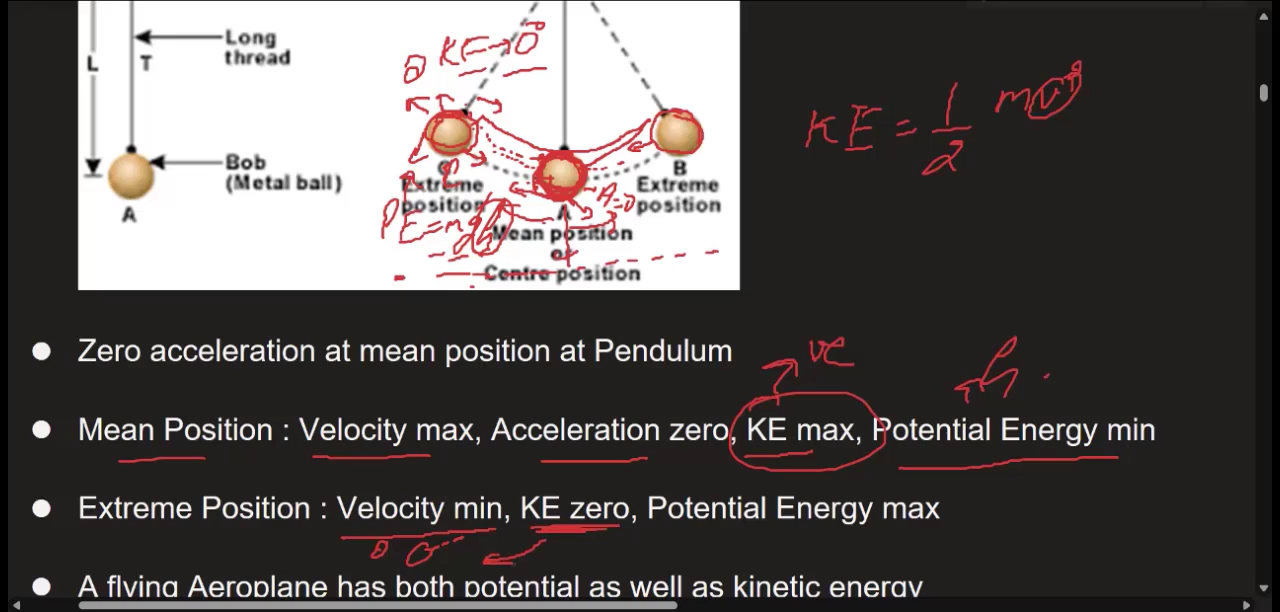 Long
thread
L
T
Bob
(Metal ball)
A
KE→0
Extreme
position
PE=mgh
A
Mean position
or
Centre position
B
Extreme
position
KE = 1/2 mv²
Zero acceleration at mean position at Pendulum
Mean Position : Velocity max, Acceleration zero, KE max, Potential Energy min
Extreme Position : Velocity min, KE zero, Potential Energy max
A flying Aeroplane has both potential as well as kinetic energy